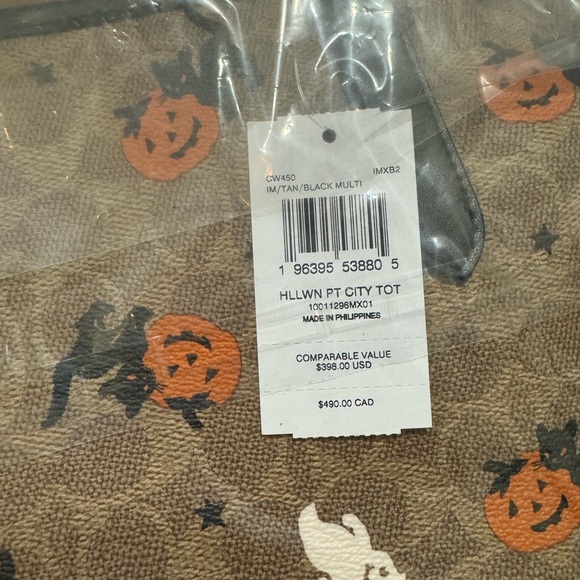 CW450 IMXB2
IM/TAN/BLACK MULTI
1 96395 53880 5
HLLWN PT CITY TOT
10011296MX01
MADE IN PHILIPPINES
COMPARABLE VALUE
$398.00 USD
$490.00 CAD